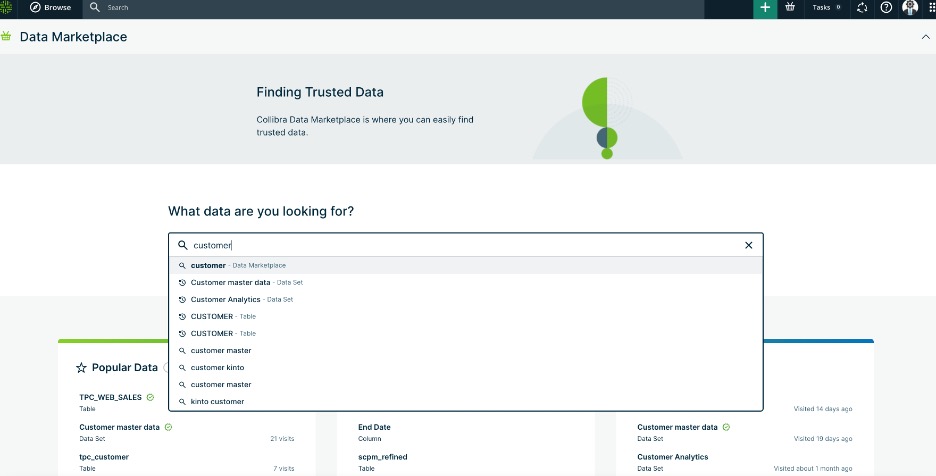 Browse
Search
Tasks 0
Data Marketplace
Finding Trusted Data
Collibra Data Marketplace is where you can easily find
trusted data.
What data are you looking for?
customer
customer - Data Marketplace
Customer master data - Data Set
Customer Analytics - Data Set
CUSTOMER - Table
CUSTOMER - Table
customer master
customer kinto
customer master
kinto customer
Popular Data
TPC_WEB_SALES
Table
Customer master data
Data Set
21 visits
tpc_customer
Table
7 visits
End Date
Column
scpm_refined
Table
Visited 14 days ago
Customer master data
Data Set
Visited 19 days ago
Customer Analytics
Data Set
Visited about 1 month ago